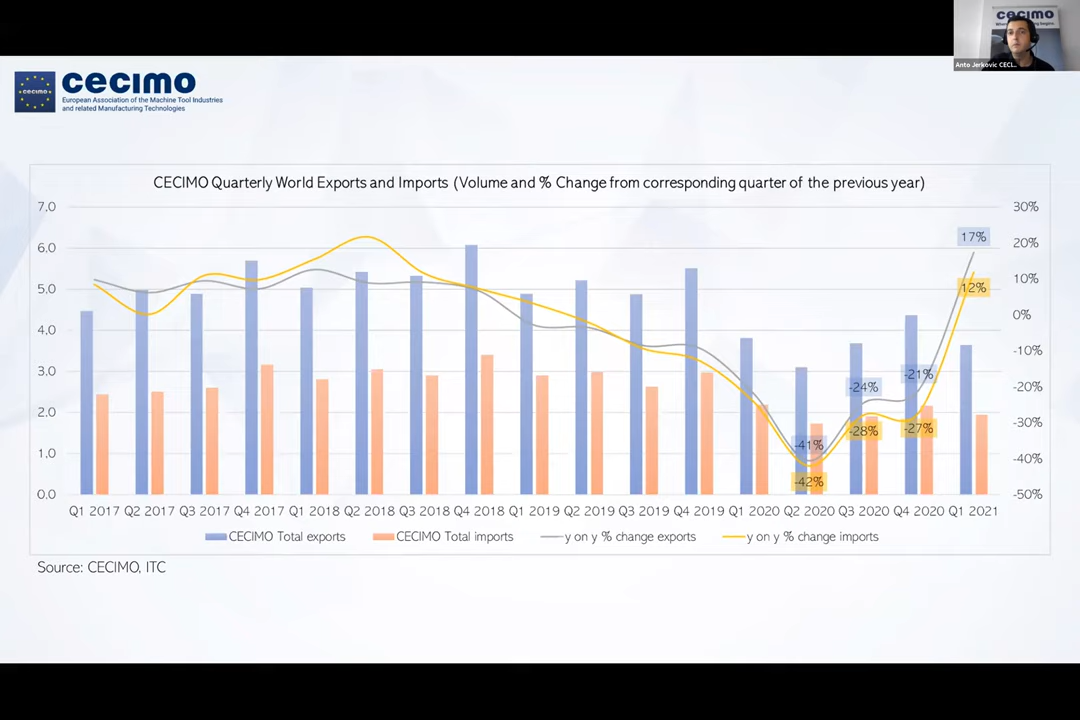 cecimo
Anto Jerkovic CECI...
cecimo
cecimo
European Association of the Machine Tool Industries
and related Manufacturing Technologies
CECIMO Quarterly World Exports and Imports (Volume and % Change from corresponding quarter of the previous year)
7.0
6.0
5.0
4.0
3.0
2.0
1.0
0.0
30%
20%
10%
0%
-10%
-20%
-30%
-40%
-50%
17%
12%
-24%
-21%
-28%
-27%
-41%
-42%
Q1 2017 Q2 2017 Q3 2017 Q4 2017 Q1 2018 Q2 2018 Q3 2018 Q4 2018 Q1 2019 Q2 2019 Q3 2019 Q4 2019 Q1 2020 Q2 2020 Q3 2020 Q4 2020 Q1 2021
CECIMO Total exports CECIMO Total imports y on y % change exports y on y % change imports
Source: CECIMO, ITC